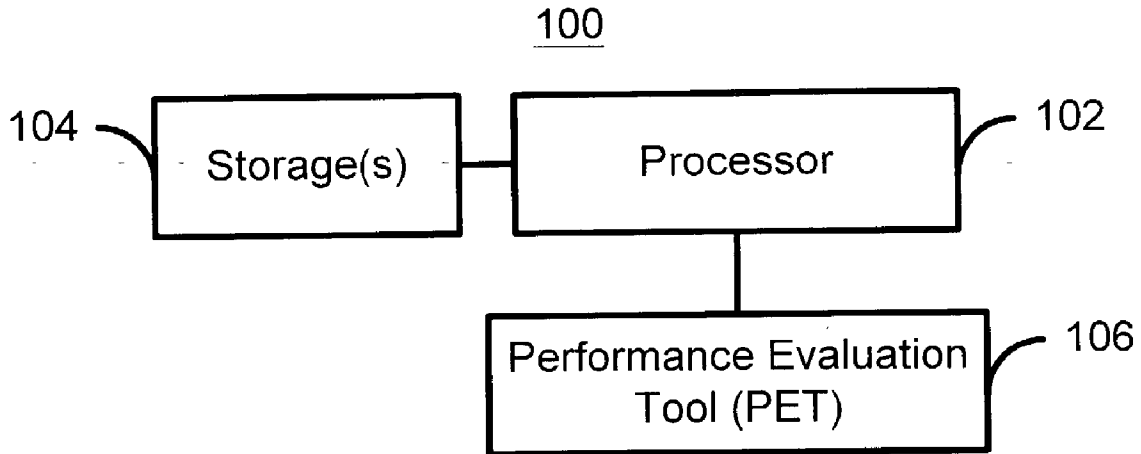 100
104
Storage(s)
Processor
102
Performance Evaluation
Tool (PET)
106